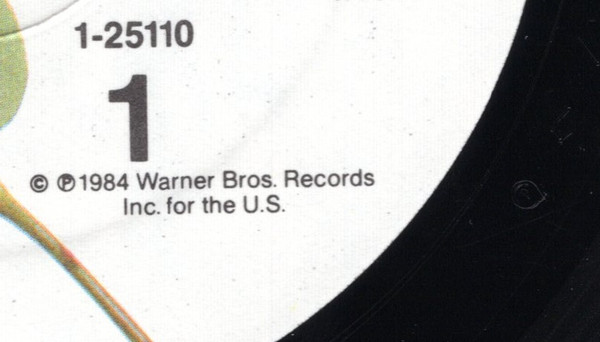 1-25110
1
© ℗1984 Warner Bros. Records
Inc. for the U.S.